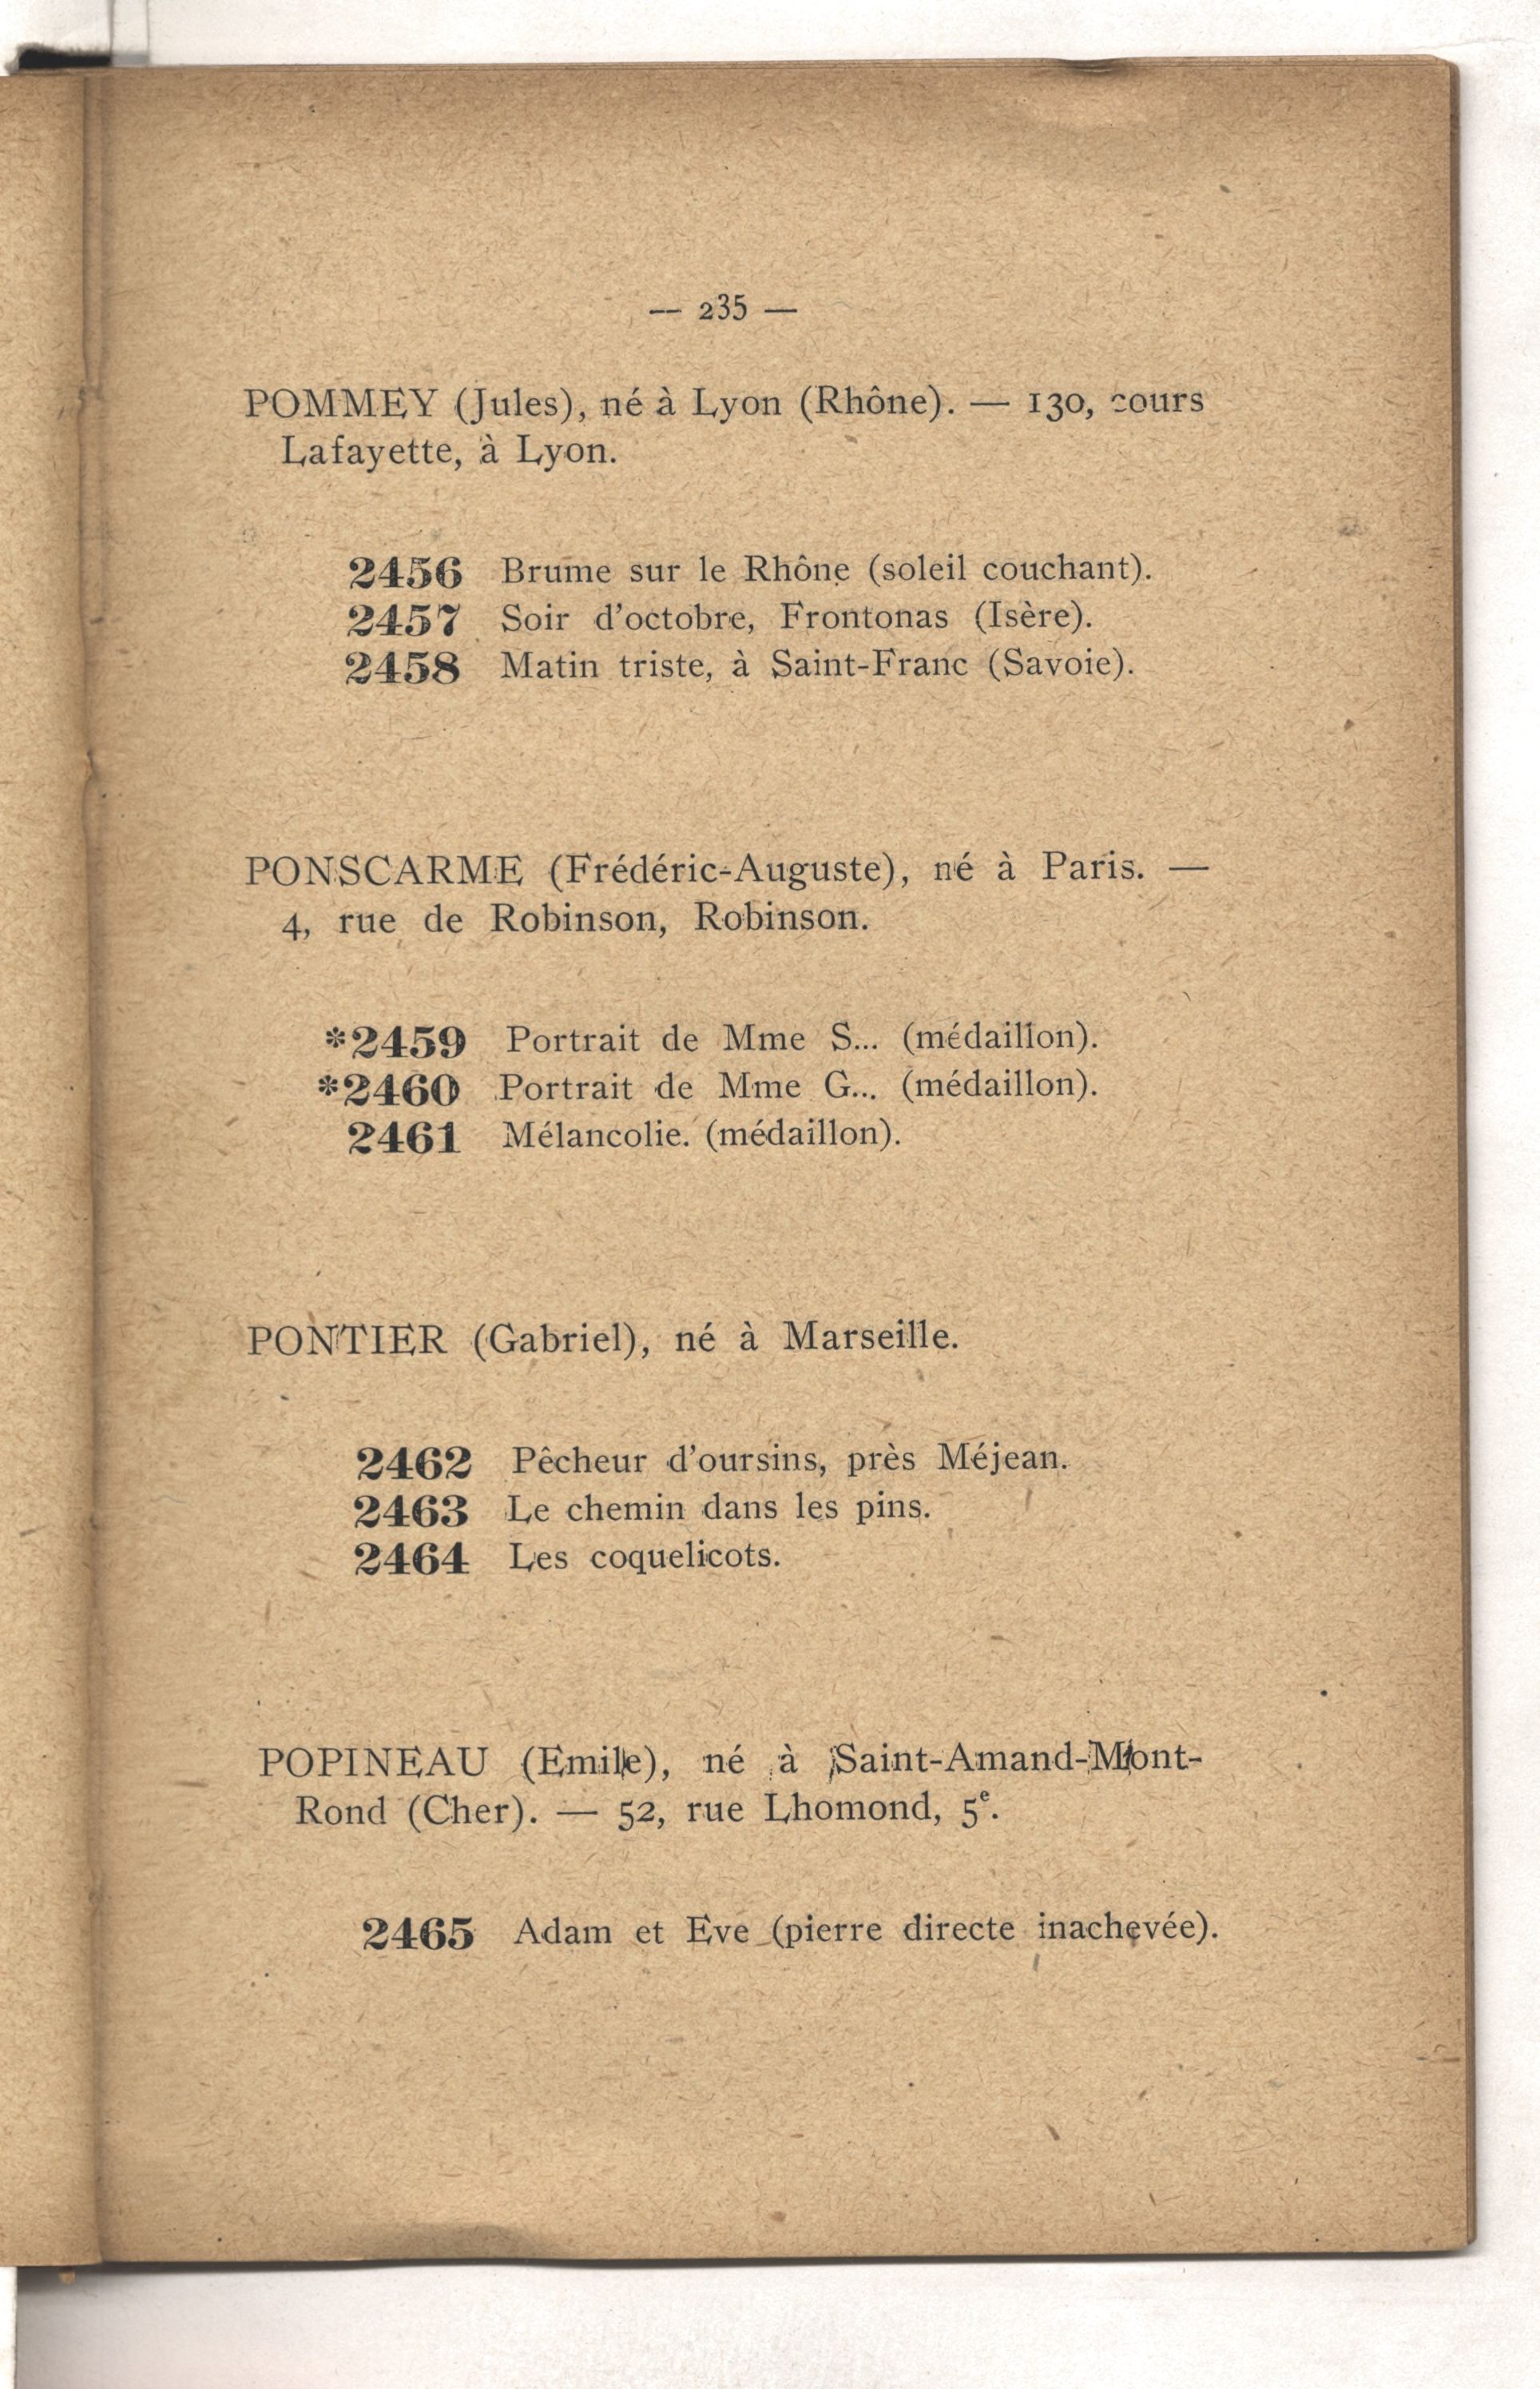 — 235 —
POMMEY (Jules), né à Lyon (Rhône). — 130, cours
Lafayette, à Lyon.
2456 Brume sur le Rhône (soleil couchant).
2457 Soir d'octobre, Frontonas (Isère).
2458 Matin triste, à Saint-Franc (Savoie).
PONSCARME (Frédéric-Auguste), né à Paris. —
4, rue de Robinson, Robinson.
*2459 Portrait de Mme S... (médaillon).
*2460 Portrait de Mme G... (médaillon).
2461 Mélancolie. (médaillon).
PONTIER (Gabriel), né à Marseille.
2462 Pêcheur d'oursins, près Méjean.
2463 Le chemin dans les pins.
2464 Les coquelicots.
POPINEAU (Emile), né à Saint-Amand-Mont-
Rond (Cher). — 52, rue Lhomond, 5e.
2465 Adam et Eve (pierre directe inachevée).